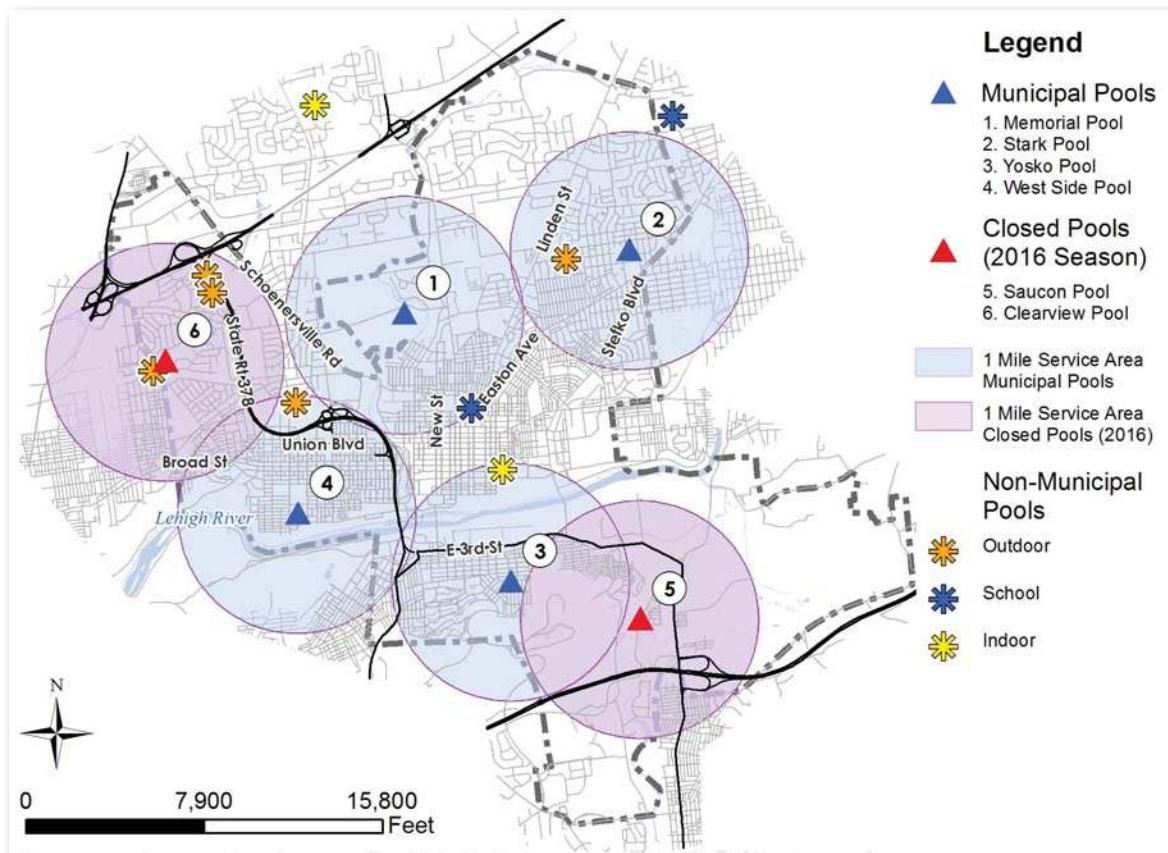 Legend
Municipal Pools
1. Memorial Pool
2. Stark Pool
3. Yosko Pool
4. West Side Pool
Closed Pools
(2016 Season)
5. Saucon Pool
6. Clearview Pool
1 Mile Service Area
Municipal Pools
1 Mile Service Area
Closed Pools (2016)
Non-Municipal
Pools
Outdoor
School
Indoor
2
Linden St
1
Schoenersville Rd
Stefko Blvd
6
State Rt 378
Easton Ave
New St
Union Blvd
Broad St
4
Lehigh River
E 3rd St
3
5
N
0
7,900
15,800
Feet